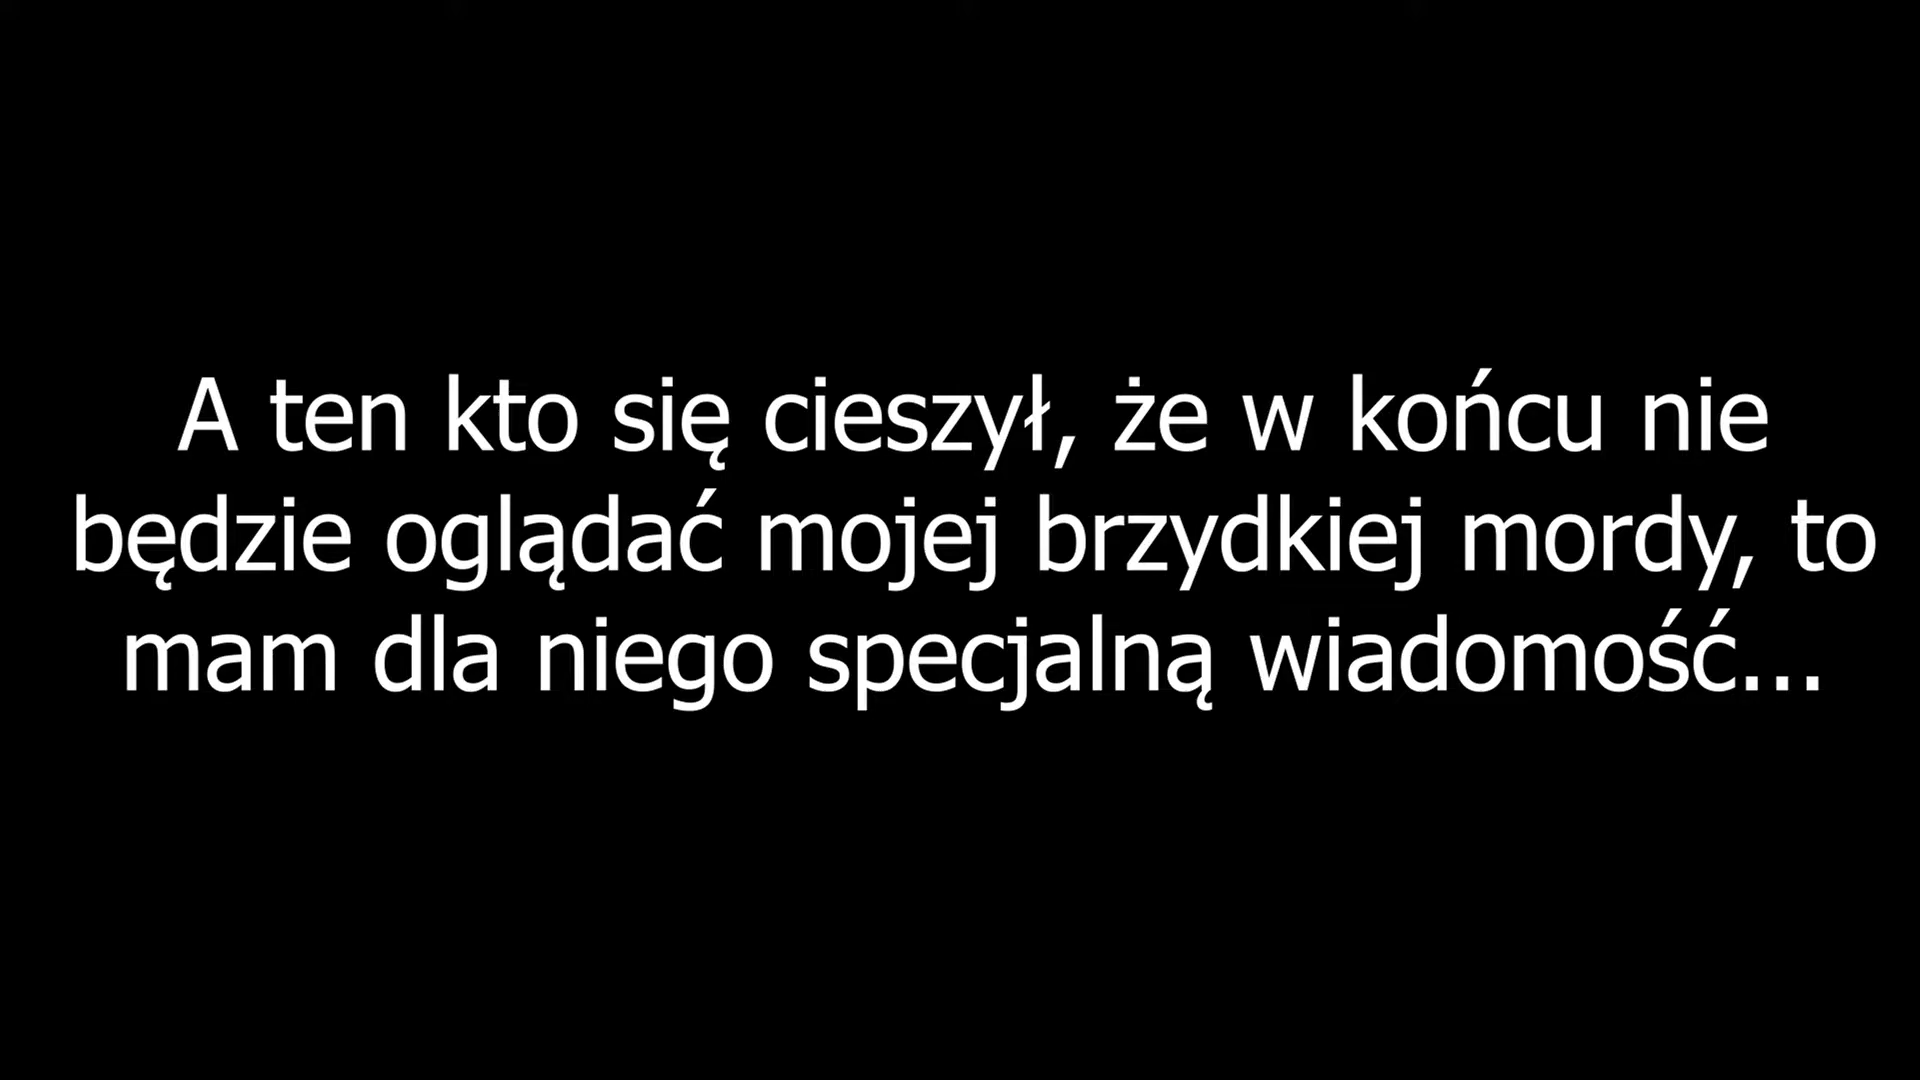 A ten kto się cieszył, że w końcu nie
będzie oglądać mojej brzydkiej mordy, to
mam dla niego specjalną wiadomość...